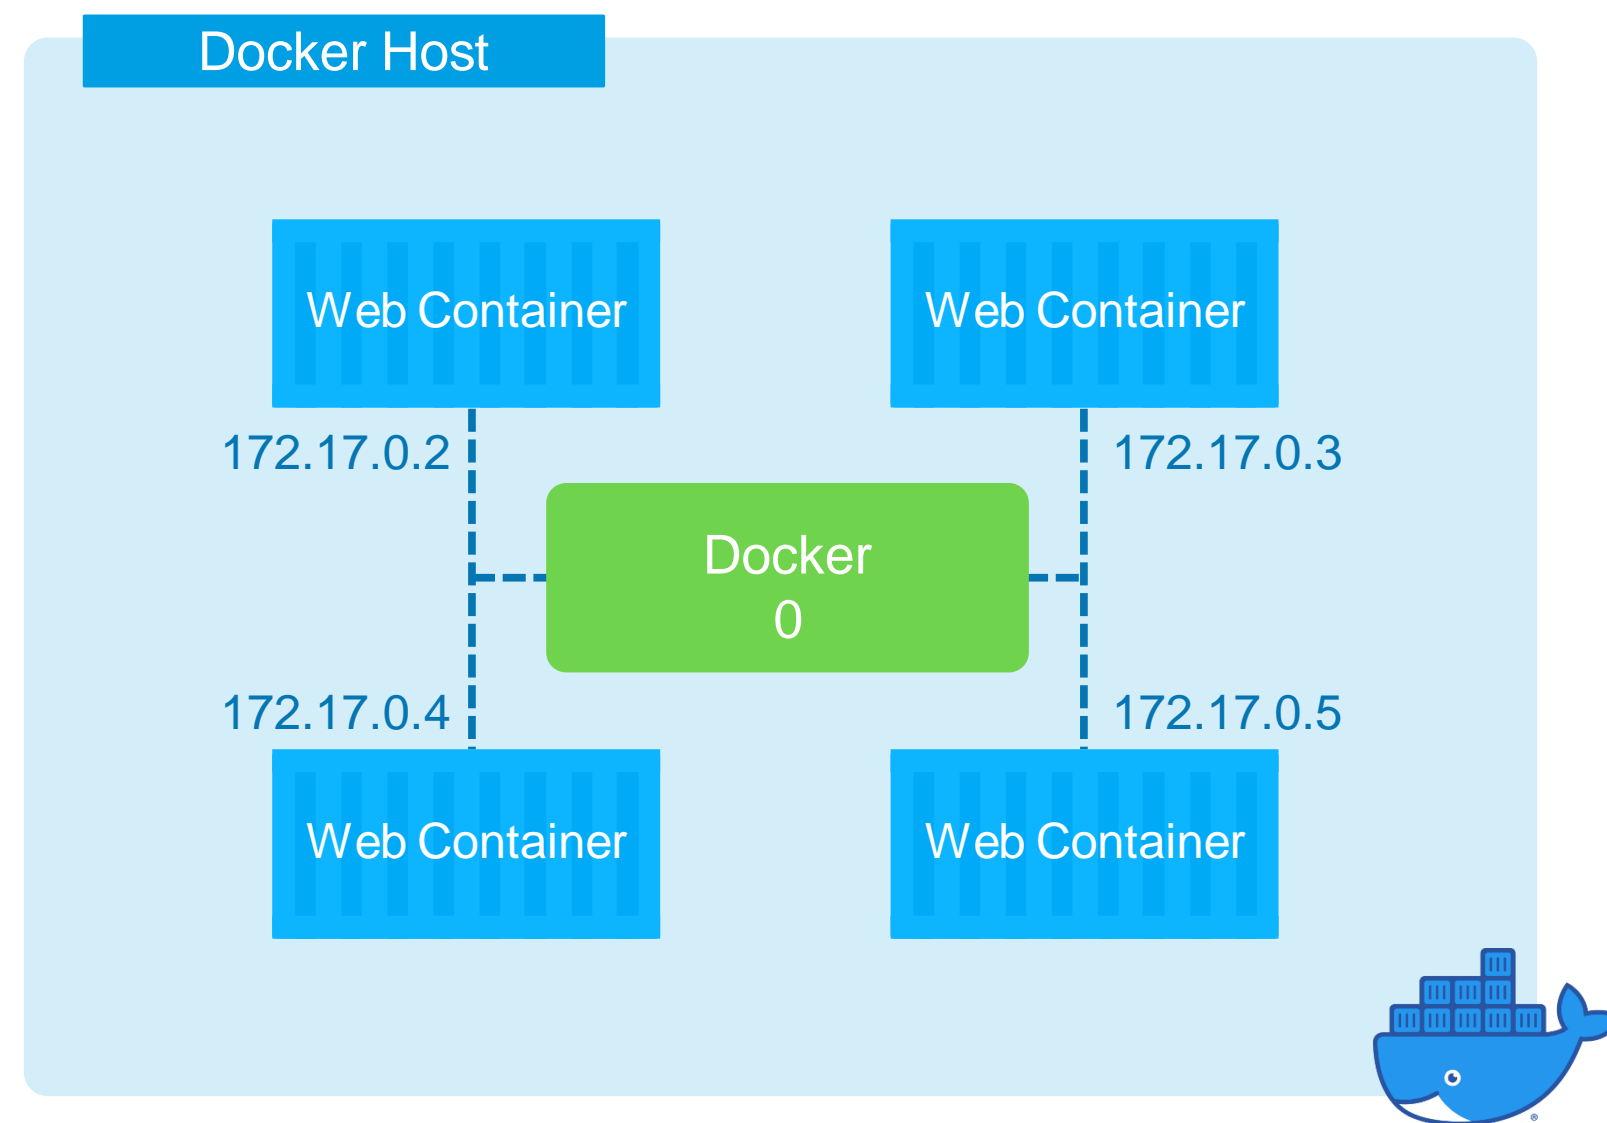 Docker Host
Web Container
Web Container
172.17.0.2
172.17.0.3
Docker
0
172.17.0.4
172.17.0.5
Web Container
Web Container
®